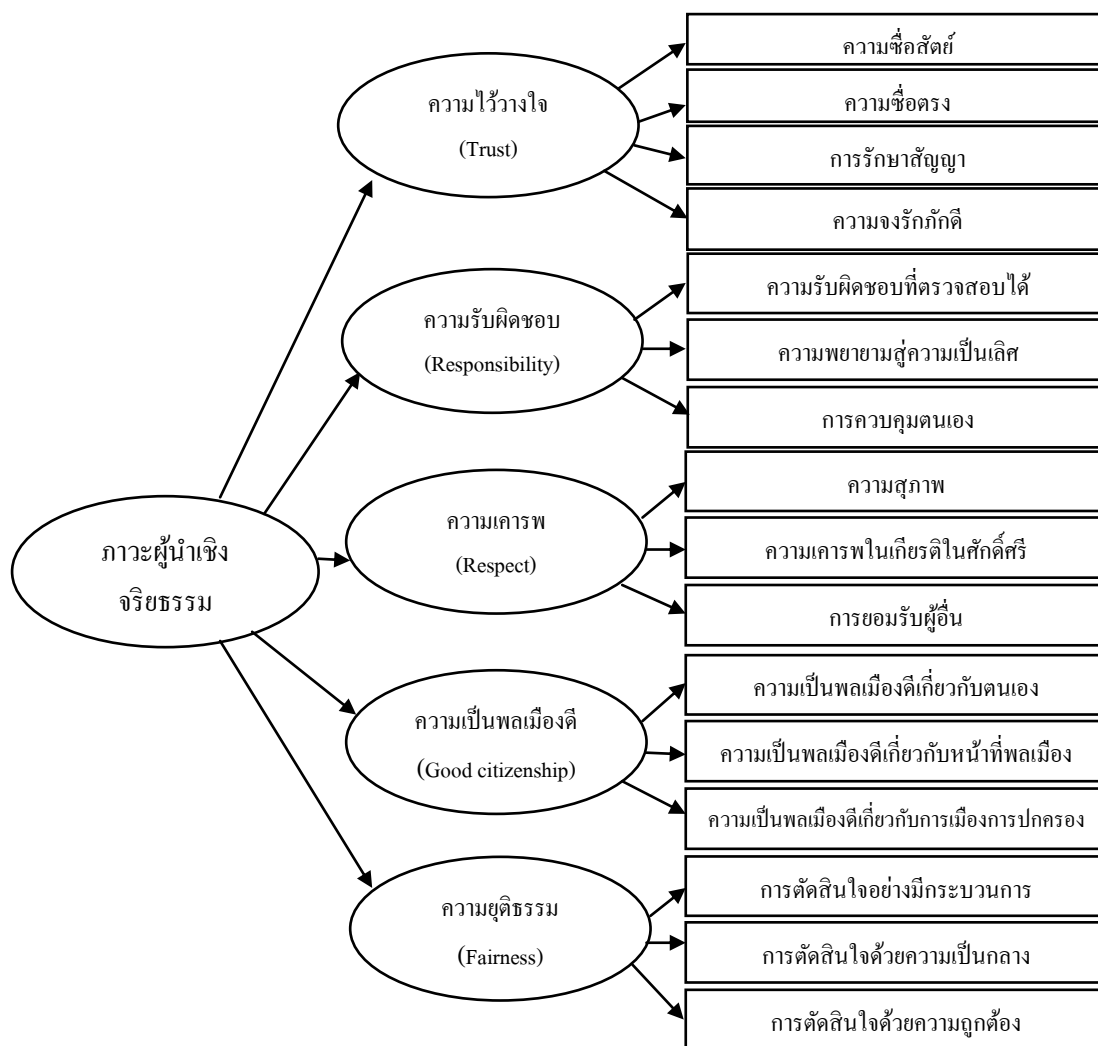 ความไว้วางใจ
(Trust)
ความซื่อสัตย์
ความซื่อตรง
การรักษาสัญญา
ความจงรักภักดี
ความรับผิดชอบ
(Responsibility)
ความรับผิดชอบที่ตรวจสอบได้
ความพยายามสู่ความเป็นเลิศ
การควบคุมตนเอง
ภาวะผู้นำเชิง
จริยธรรม
ความเคารพ
(Respect)
ความสุภาพ
ความเคารพในเกียรติในศักดิ์ศรี
การยอมรับผู้อื่น
ความเป็นพลเมืองดี
(Good citizenship)
ความเป็นพลเมืองดีเกี่ยวกับตนเอง
ความเป็นพลเมืองดีเกี่ยวกับหน้าที่พลเมือง
ความเป็นพลเมืองดีเกี่ยวกับการเมืองการปกครอง
ความยุติธรรม
(Fairness)
การตัดสินใจอย่างมีกระบวนการ
การตัดสินใจด้วยความเป็นกลาง
การตัดสินใจด้วยความถูกต้อง